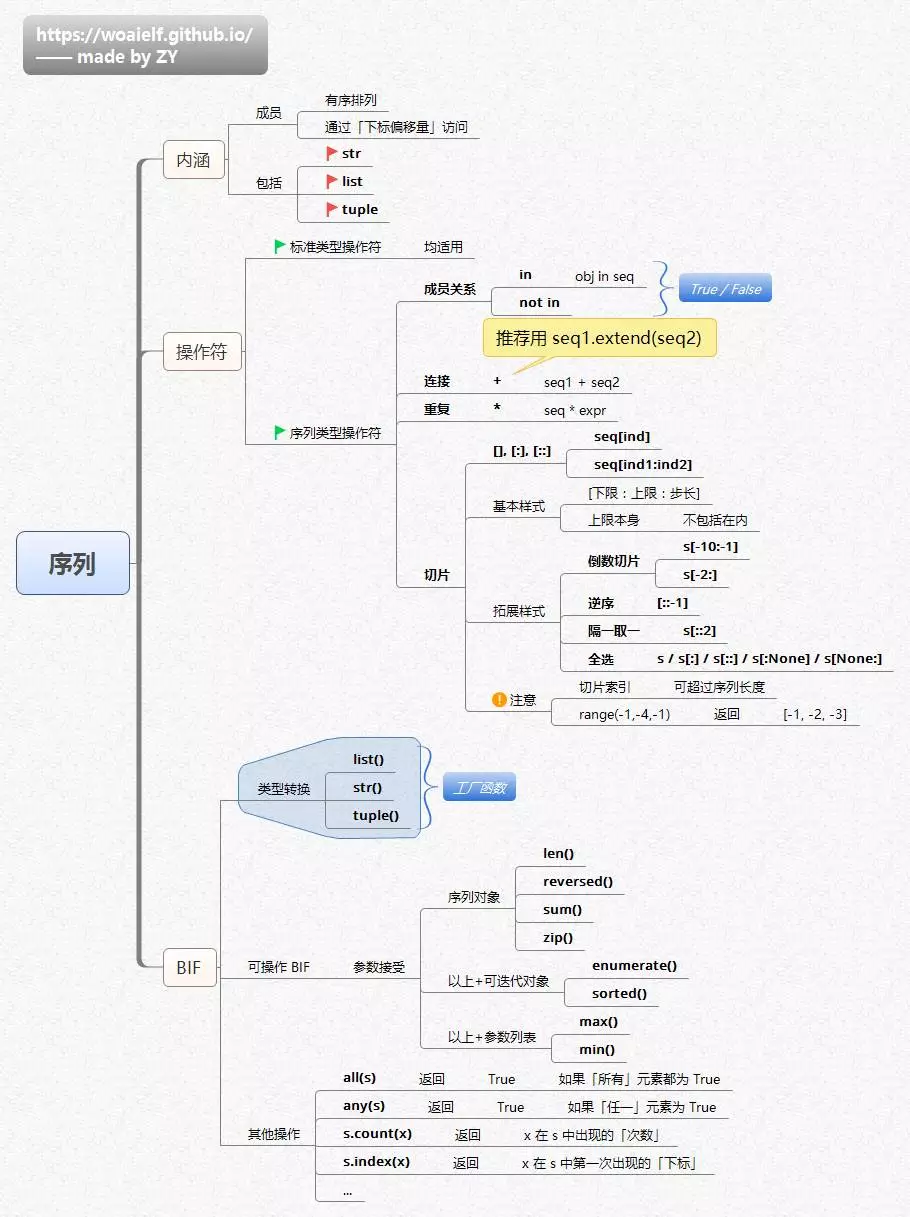 https://woaielf.github.io/
—— made by ZY
序列
内涵
成员
有序排列
通过「下标偏移量」访问
包括
str
list
tuple
操作符
标准类型操作符 均适用
序列类型操作符
成员关系
in obj in seq
not in
True / False
推荐用 seq1.extend(seq2)
连接 + seq1 + seq2
重复 * seq * expr
切片
[], [:], [::]
seq[ind]
seq[ind1:ind2]
基本样式
[下限：上限：步长]
上限本身 不包括在内
拓展样式
倒数切片
s[-10:-1]
s[-2:]
逆序 [::-1]
隔一取一 s[::2]
全选 s / s[:] / s[::] / s[:None] / s[None:]
注意
切片索引 可超过序列长度
range(-1,-4,-1) 返回 [-1, -2, -3]
BIF
类型转换
list()
str()
tuple()
工厂函数
可操作 BIF 参数接受
序列对象
len()
reversed()
sum()
zip()
以上+可迭代对象
enumerate()
sorted()
以上+参数列表
max()
min()
其他操作
all(s) 返回 True 如果「所有」元素都为 True
any(s) 返回 True 如果「任一」元素为 True
s.count(x) 返回 x 在 s 中出现的「次数」
s.index(x) 返回 x 在 s 中第一次出现的「下标」
...